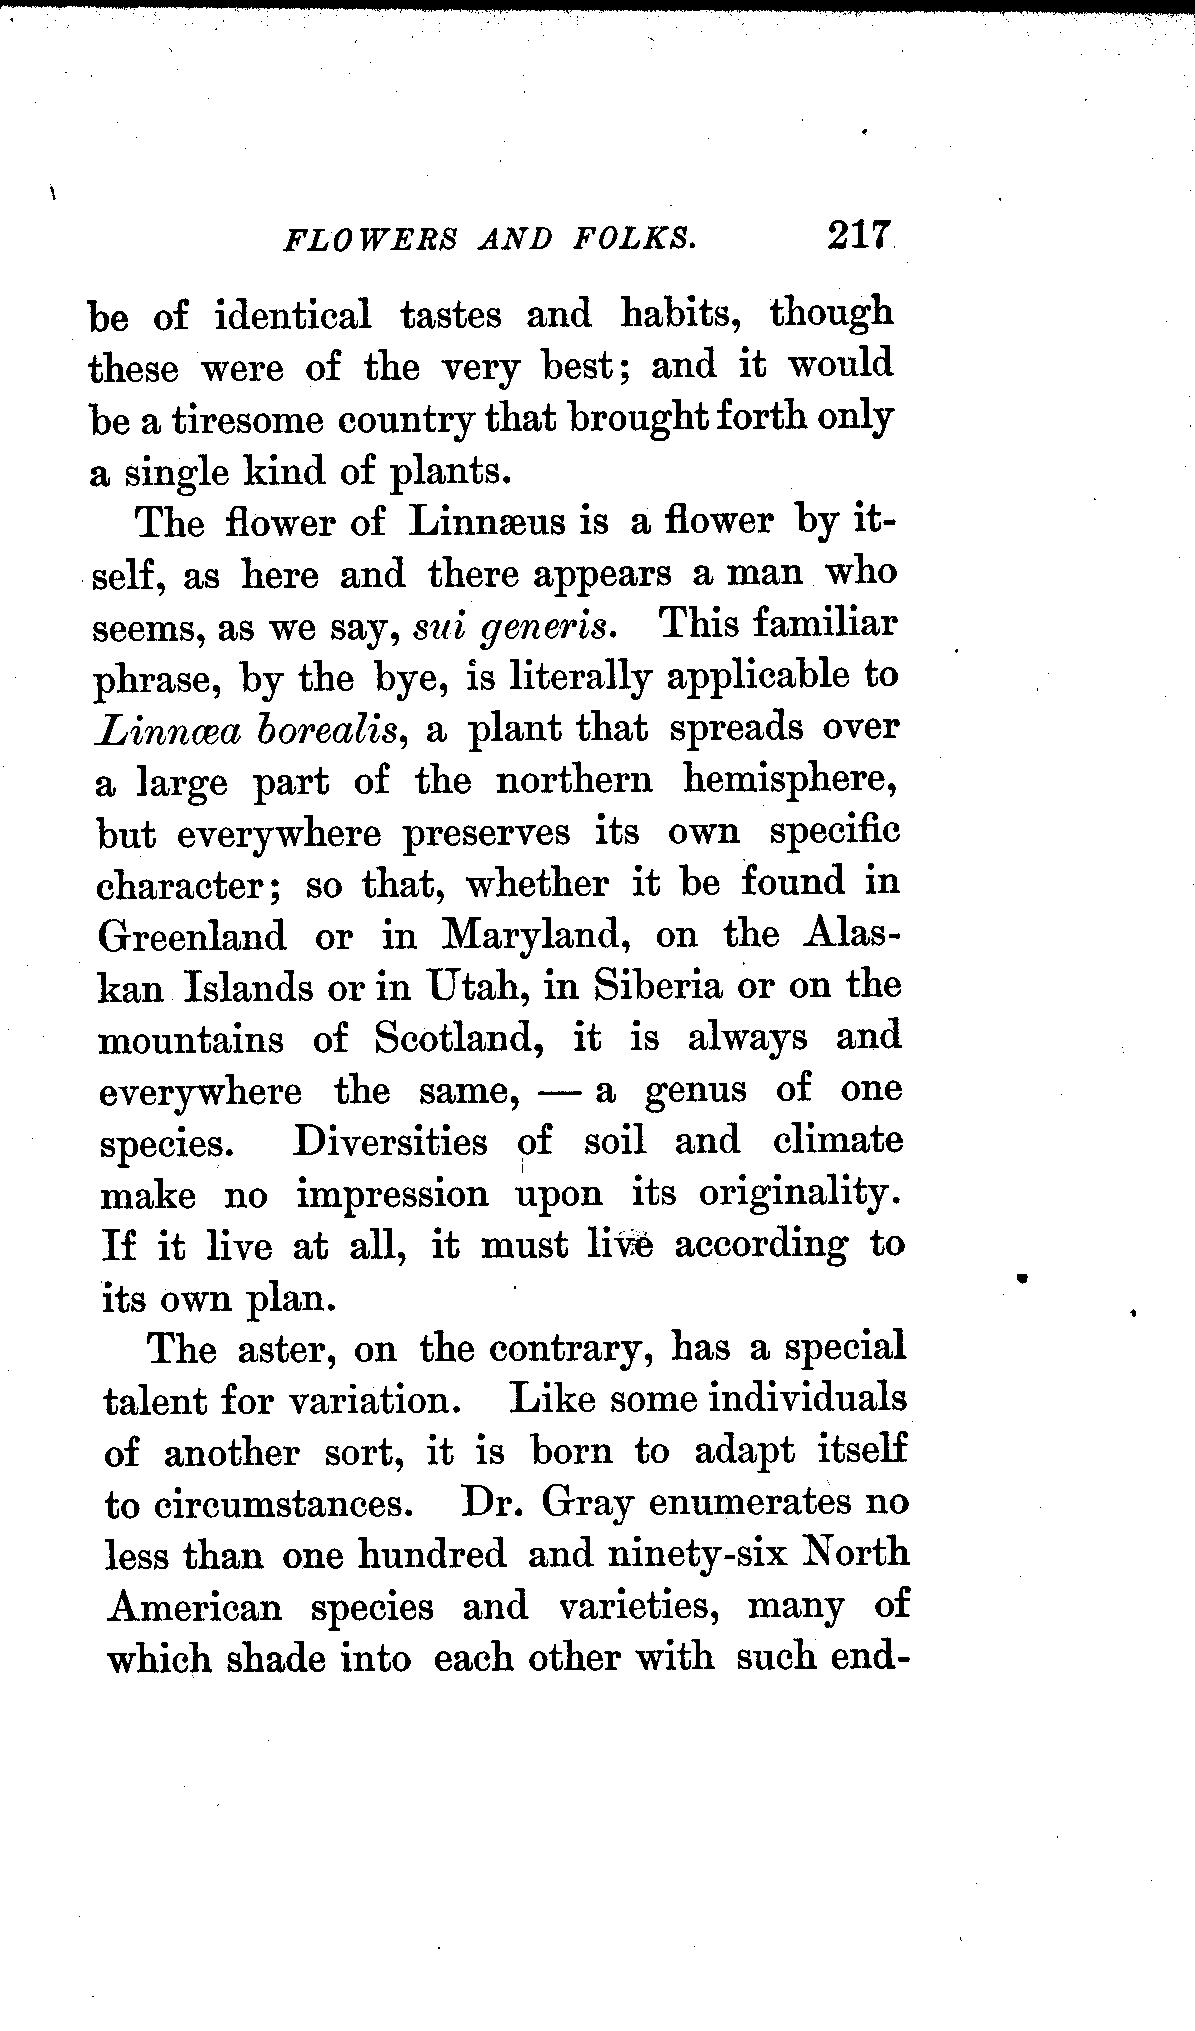 FLOWERS AND FOLKS. 217
be of identical tastes and habits, though
these were of the very best; and it would
be a tiresome country that brought forth only
a single kind of plants.
The flower of Linnæus is a flower by it-
self, as here and there appears a man who
seems, as we say, sui generis. This familiar
phrase, by the bye, is literally applicable to
Linnæa borealis, a plant that spreads over
a large part of the northern hemisphere,
but everywhere preserves its own specific
character; so that, whether it be found in
Greenland or in Maryland, on the Alas-
kan Islands or in Utah, in Siberia or on the
mountains of Scotland, it is always and
everywhere the same, — a genus of one
species. Diversities of soil and climate
make no impression upon its originality.
If it live at all, it must live according to
its own plan.
The aster, on the contrary, has a special
talent for variation. Like some individuals
of another sort, it is born to adapt itself
to circumstances. Dr. Gray enumerates no
less than one hundred and ninety-six North
American species and varieties, many of
which shade into each other with such end-